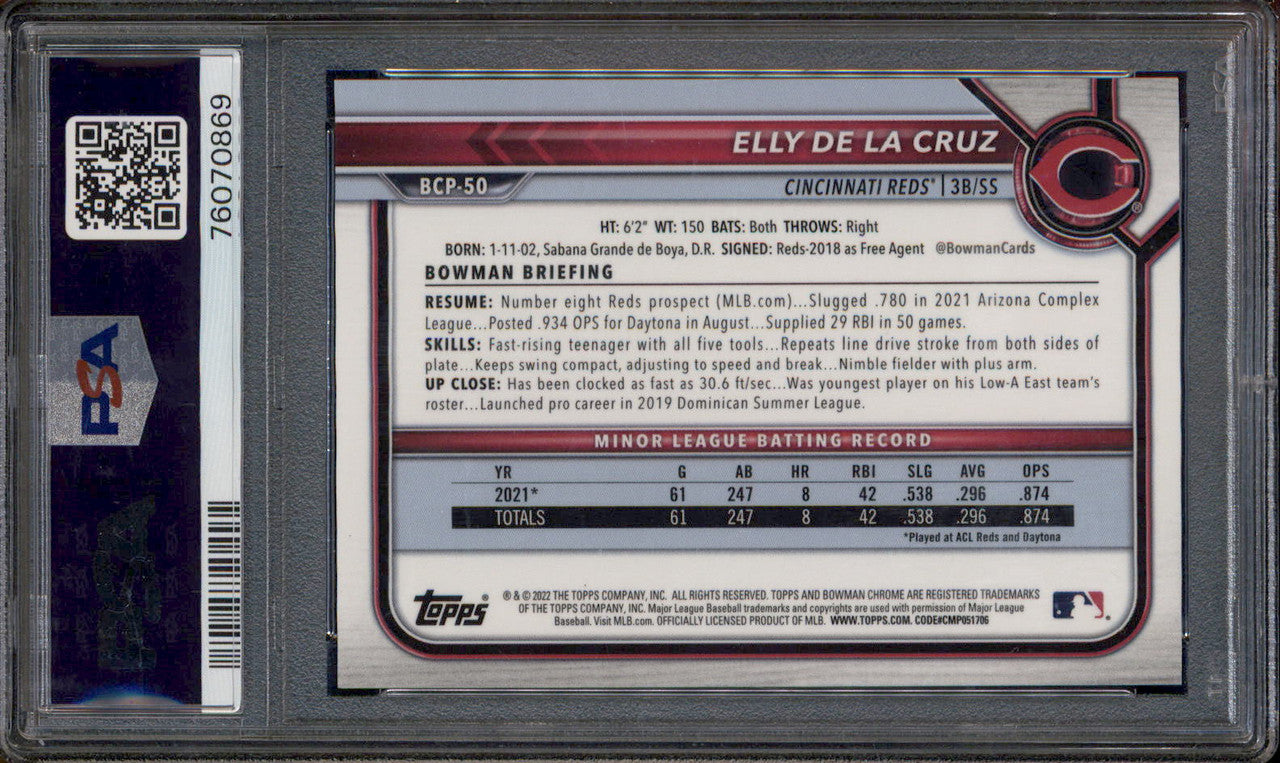 76070869
PSA
ELLY DE LA CRUZ
BCP-50
CINCINNATI REDS® | 3B/SS
HT: 6'2" WT: 150 BATS: Both THROWS: Right
BORN: 1-11-02, Sabana Grande de Boya, D.R. SIGNED: Reds-2018 as Free Agent @BowmanCards
BOWMAN BRIEFING
RESUME: Number eight Reds prospect (MLB.com)...Slugged .780 in 2021 Arizona Complex
League...Posted .934 OPS for Daytona in August...Supplied 29 RBI in 50 games.
SKILLS: Fast-rising teenager with all five tools...Repeats line drive stroke from both sides of
plate...Keeps swing compact, adjusting to speed and break...Nimble fielder with plus arm.
UP CLOSE: Has been clocked as fast as 30.6 ft/sec...Was youngest player on his Low-A East team's
roster...Launched pro career in 2019 Dominican Summer League.
MINOR LEAGUE BATTING RECORD
YR G AB HR RBI SLG AVG OPS
2021* 61 247 8 42 .538 .296 .874
TOTALS 61 247 8 42 .538 .296 .874
*Played at ACL Reds and Daytona
TOPPS
® & © 2022 THE TOPPS COMPANY, INC. ALL RIGHTS RESERVED. TOPPS AND BOWMAN CHROME ARE REGISTERED TRADEMARKS
OF THE TOPPS COMPANY, INC. Major League Baseball trademarks and copyrights are used with permission of Major League
Baseball. Visit MLB.com. OFFICIALLY LICENSED PRODUCT OF MLB. WWW.TOPPS.COM. CODE#CMP051706